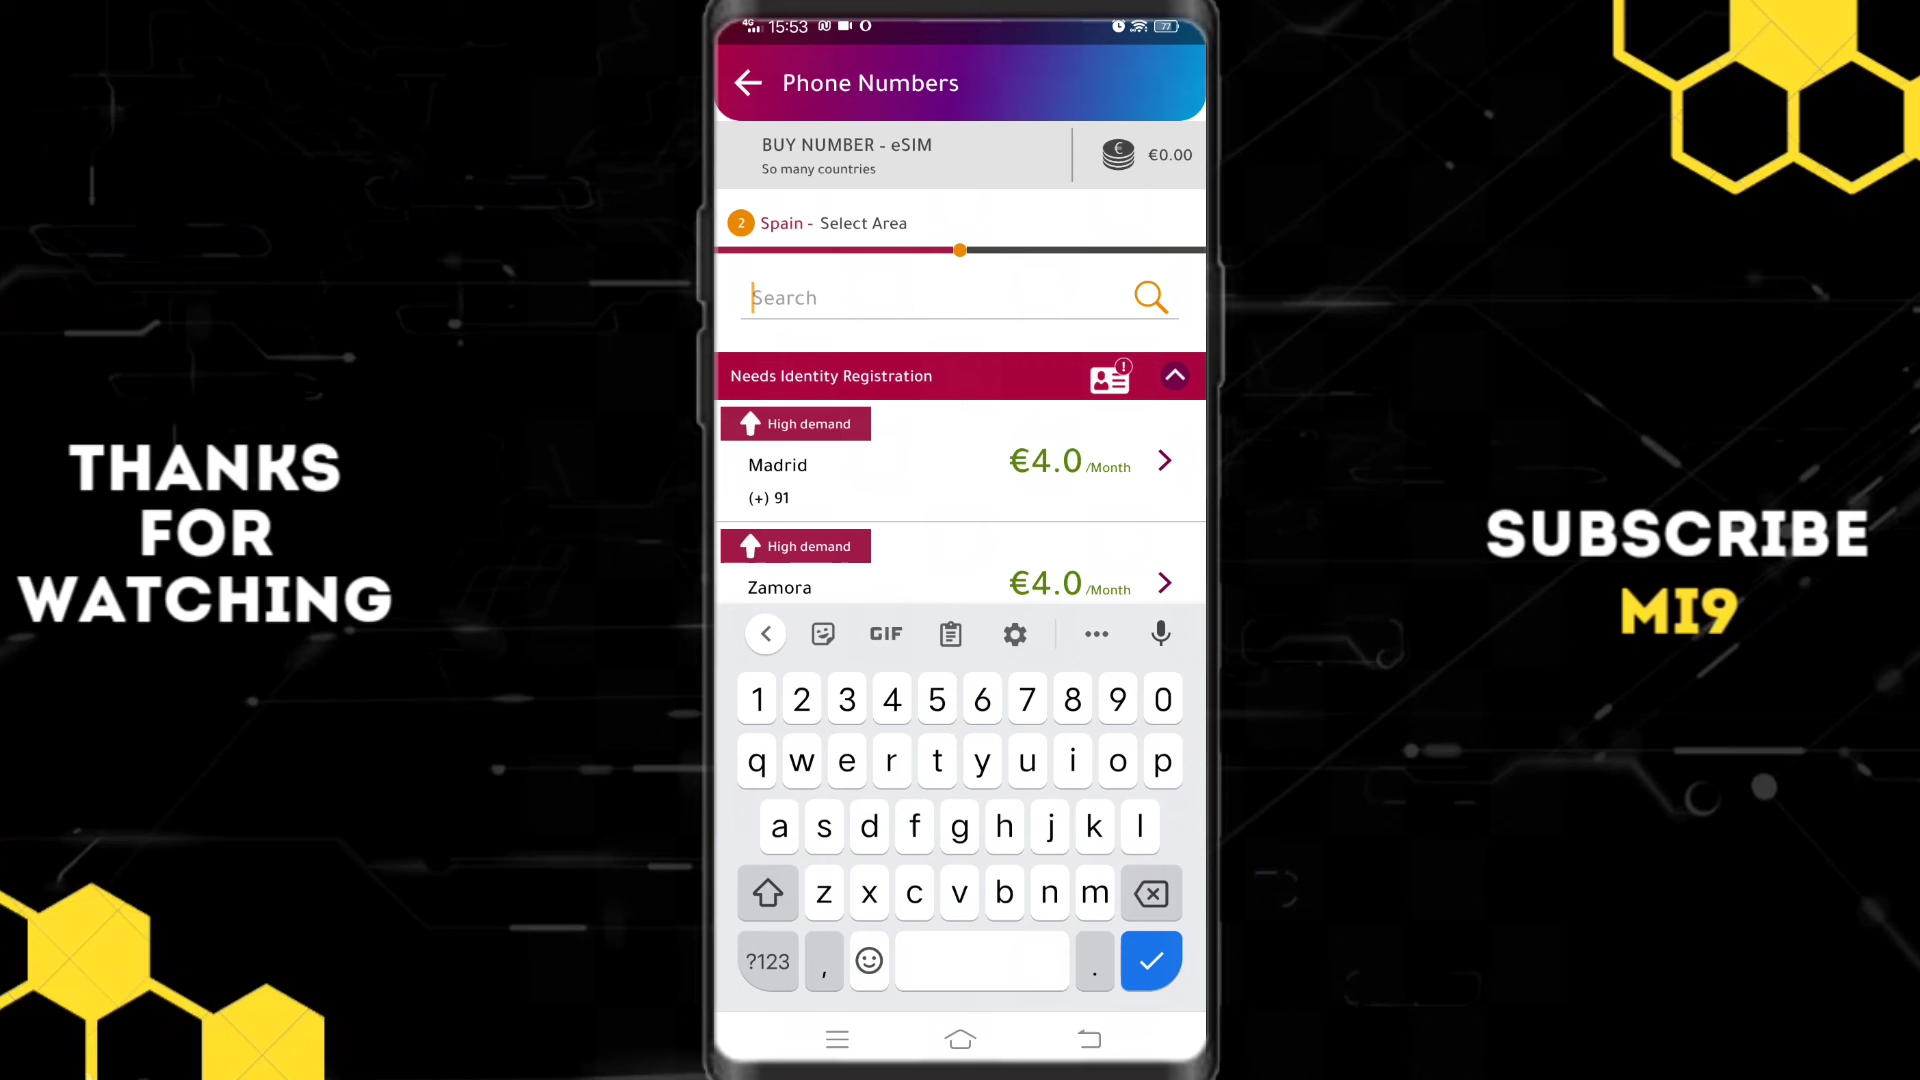 4G 15:53 77
Phone Numbers
BUY NUMBER - eSIM
So many countries
€ €0.00
2 Spain - Select Area
Search
Needs Identity Registration
High demand
Madrid €4.0 /Month
(+) 91
High demand
Zamora €4.0 /Month
GIF
1 2 3 4 5 6 7 8 9 0
q w e r t y u i o p
a s d f g h j k l
z x c v b n m
?123 , .
THANKS
FOR
WATCHING
SUBSCRIBE
MI9